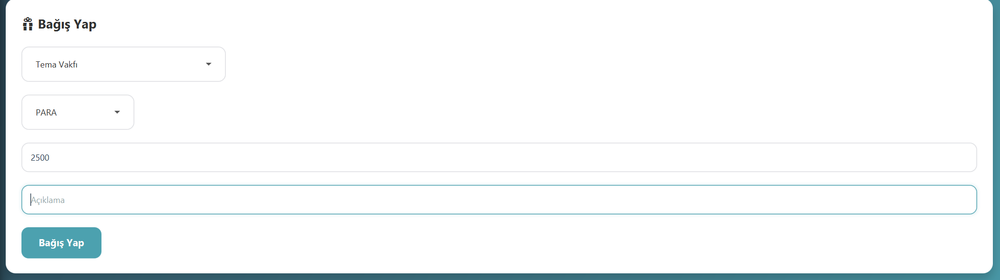 Bağış Yap
Tema Vakfı
PARA
2500
Açıklama
Bağış Yap